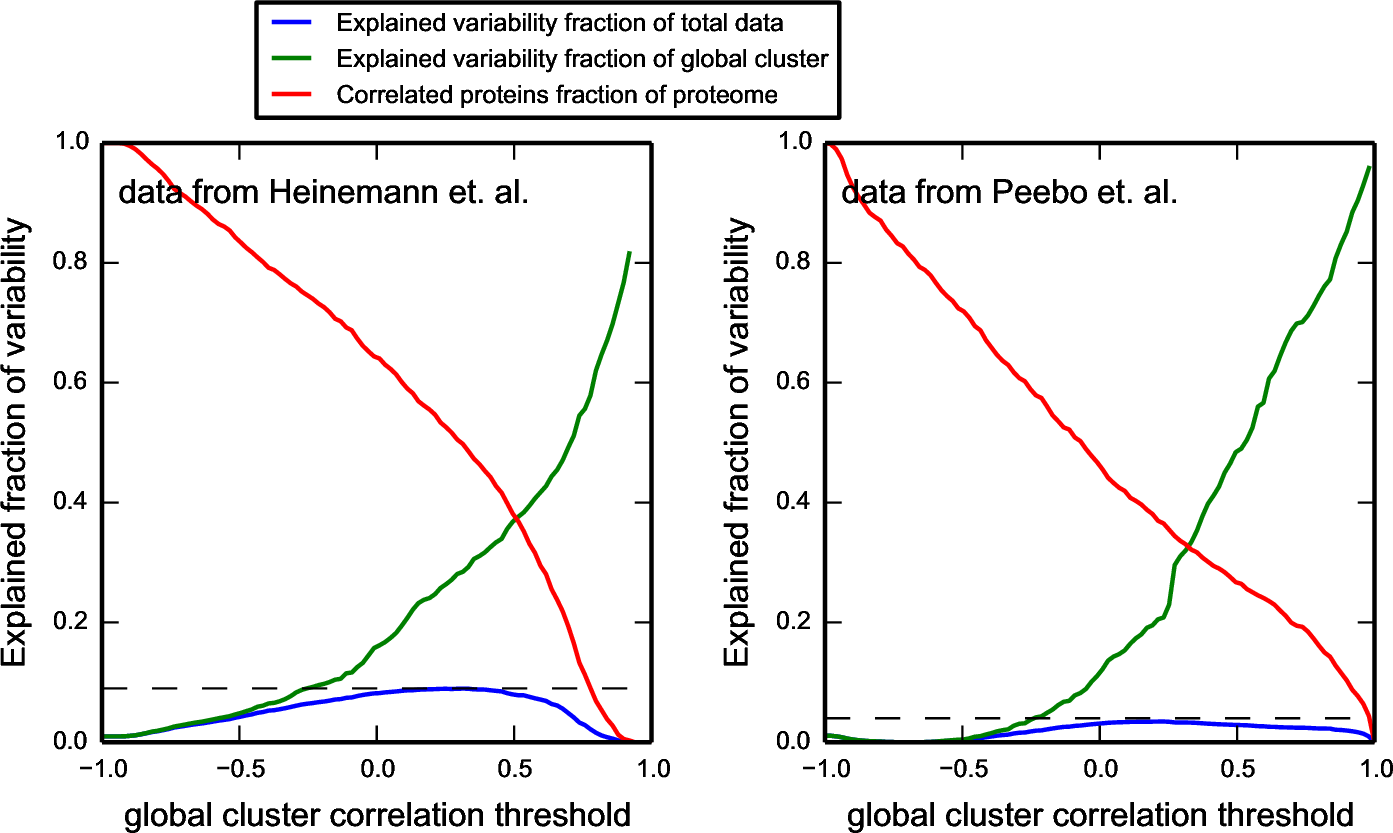 Explained variability fraction of total data
Explained variability fraction of global cluster
Correlated proteins fraction of proteome
data from Heinemann et. al.
Explained fraction of variability
1.0
0.8
0.6
0.4
0.2
0.0
−1.0 −0.5 0.0 0.5 1.0
global cluster correlation threshold
data from Peebo et. al.
Explained fraction of variability
1.0
0.8
0.6
0.4
0.2
0.0
−1.0 −0.5 0.0 0.5 1.0
global cluster correlation threshold